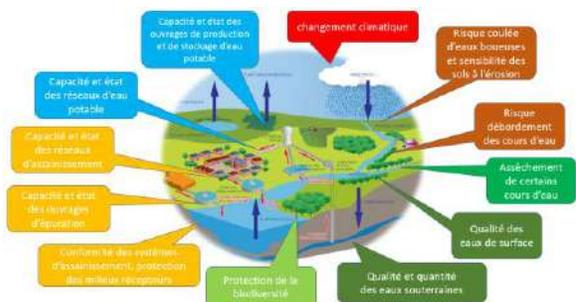 Capacité et état des
ouvrages de production
et de stockage d'eau
potable
changement climatique
Risque coulée
d'eaux boueuses
et sensibilité des
sols à l'érosion
Capacité et état
des réseaux d'eau
potable
Risque
débordement
des cours d'eau
Capacité et état
des réseaux
d'assainissement
Assèchement
de certains
cours d'eau
Capacité et état
des ouvrages
d'épuration
Qualité des
eaux de surface
Conformité des systèmes
d'assainissement, protection
des milieux récepteurs
Protection de la
biodiversité
Qualité et quantité
des eaux souterraines